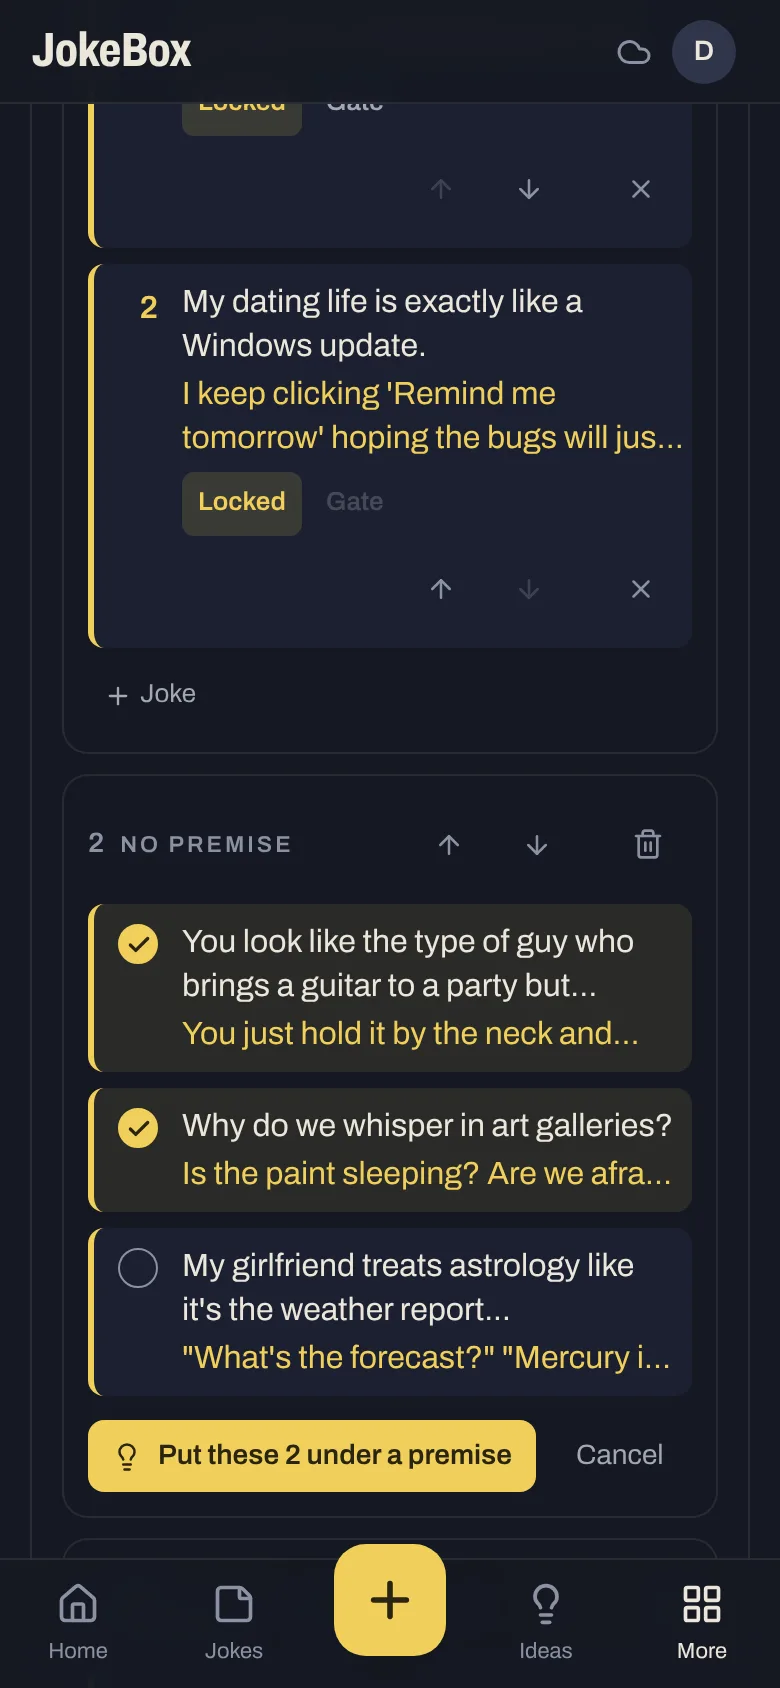 JokeBox
D
Locked
Gate
2
My dating life is exactly like a
Windows update.
I keep clicking 'Remind me
tomorrow' hoping the bugs will jus...
Locked
Gate
Joke
2 NO PREMISE
You look like the type of guy who
brings a guitar to a party but...
You just hold it by the neck and...
Why do we whisper in art galleries?
Is the paint sleeping? Are we afra...
My girlfriend treats astrology like
it's the weather report...
"What's the forecast?" "Mercury i...
Put these 2 under a premise
Cancel
Home
Jokes
Ideas
More